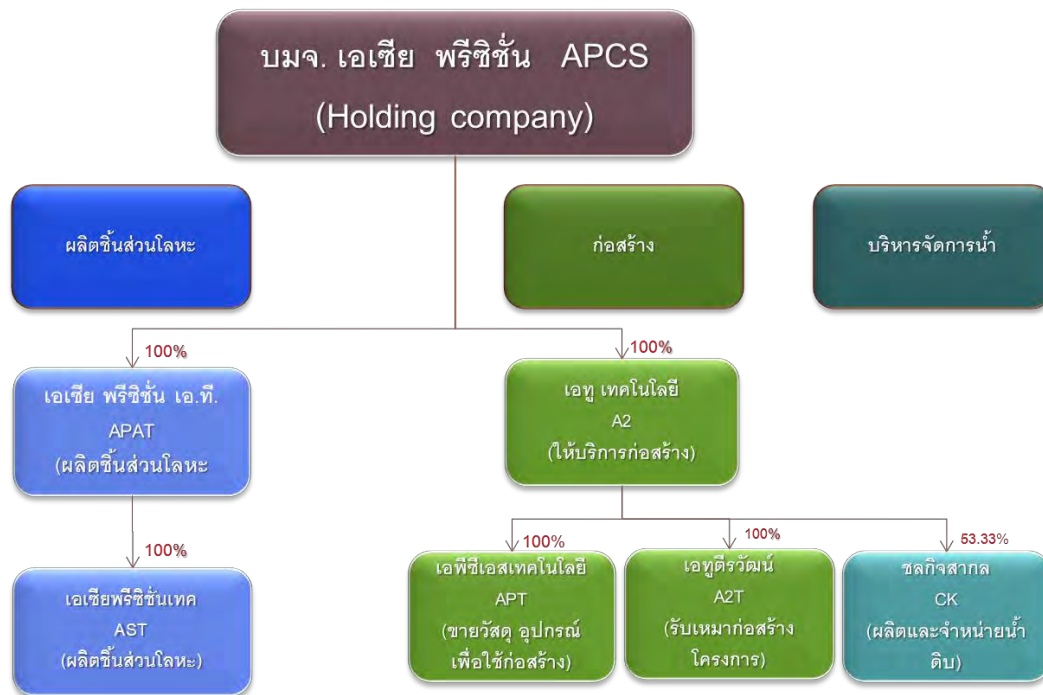 บมจ. เอเซีย พรีซิชั่น APCS
(Holding company)
ผลิตชิ้นส่วนโลหะ
ก่อสร้าง
บริหารจัดการน้ำ
100%
100%
เอเซีย พรีซิชั่น เอ.ที.
APAT
(ผลิตชิ้นส่วนโลหะ
เอทู เทคโนโลยี
A2
(ให้บริการก่อสร้าง)
100%
100%
100%
53.33%
เอเซียพรีซิชั่นเทค
AST
(ผลิตชิ้นส่วนโลหะ)
เอพีซีเอสเทคโนโลยี
APT
(ขายวัสดุ อุปกรณ์
เพื่อใช้ก่อสร้าง)
เอทูตีรวัฒน์
A2T
(รับเหมาก่อสร้าง
โครงการ)
ชลกิจสากล
CK
(ผลิตและจำหน่ายน้ำ
ดิบ)